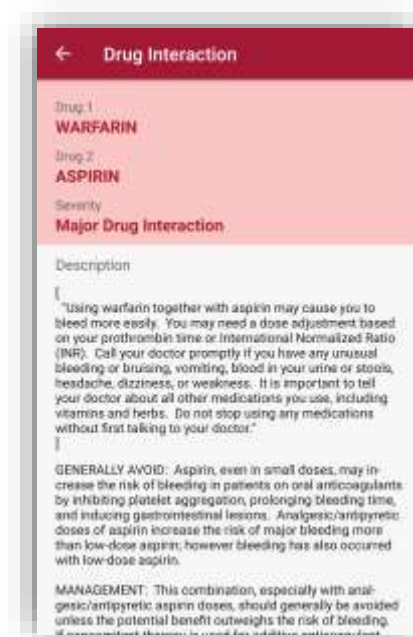 Drug Interaction
Drug 1
WARFARIN
Drug 2
ASPIRIN
Severity
Major Drug Interaction
Description
[
"Using warfarin together with aspirin may cause you to
bleed more easily. You may need a dose adjustment based
on your prothrombin time or International Normalized Ratio
(INR). Call your doctor promptly if you have any unusual
bleeding or bruising, vomiting, blood in your urine or stools,
headache, dizziness, or weakness. It is important to tell
your doctor about all other medications you use, including
vitamins and herbs. Do not stop using any medications
without first talking to your doctor."
]
GENERALLY AVOID: Aspirin, even in small doses, may in-
crease the risk of bleeding in patients on oral anticoagulants
by inhibiting platelet aggregation, prolonging bleeding time,
and inducing gastrointestinal lesions. Analgesic/antipyretic
doses of aspirin increase the risk of major bleeding more
than low-dose aspirin; however bleeding has also occurred
with low-dose aspirin.
MANAGEMENT: This combination, especially with anal-
gesic/antipyretic aspirin doses, should generally be avoided
unless the potential benefit outweighs the risk of bleeding.
If concomitant therapy is used for additive anticoagulant